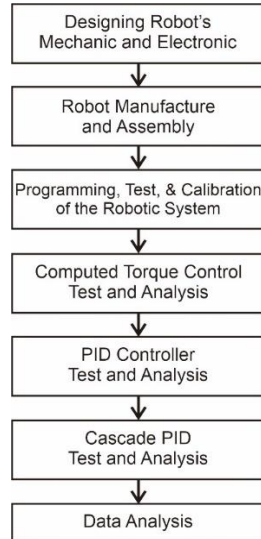 Designing Robot's
Mechanic and Electronic
Robot Manufacture
and Assembly
Programming, Test, & Calibration
of the Robotic System
Computed Torque Control
Test and Analysis
PID Controller
Test and Analysis
Cascade PID
Test and Analysis
Data Analysis